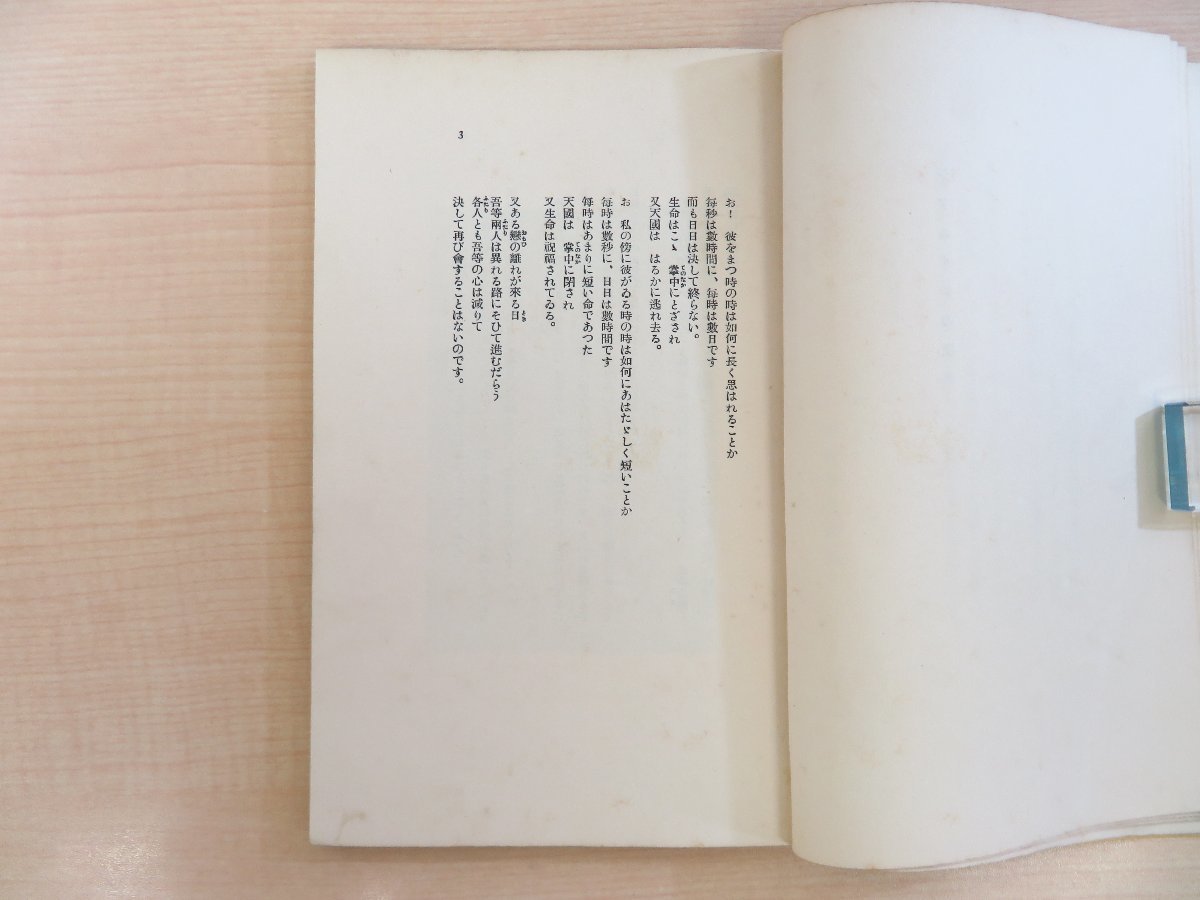 お！　彼をまつ時の時は如何に長く思はれることか
毎秒は數時間に、毎時は數日です
而も日日は決して終らない。
生命はこゝ　掌中にとざされ
又天國は　はるかに逃れ去る。
お　私の傍に彼がゐる時の時は如何にあはたゞしく短いことか
毎時は數秒に、日日は數時間です
毎時はあまりに短い命であつた
天國は　掌中に閉され
又生命は祝福されてゐる。
又ある戀の離れが來る日
吾等兩人は異れる路にそひて進むだらう
各人とも吾等の心は減りて
決して再び會することはないのです。
3